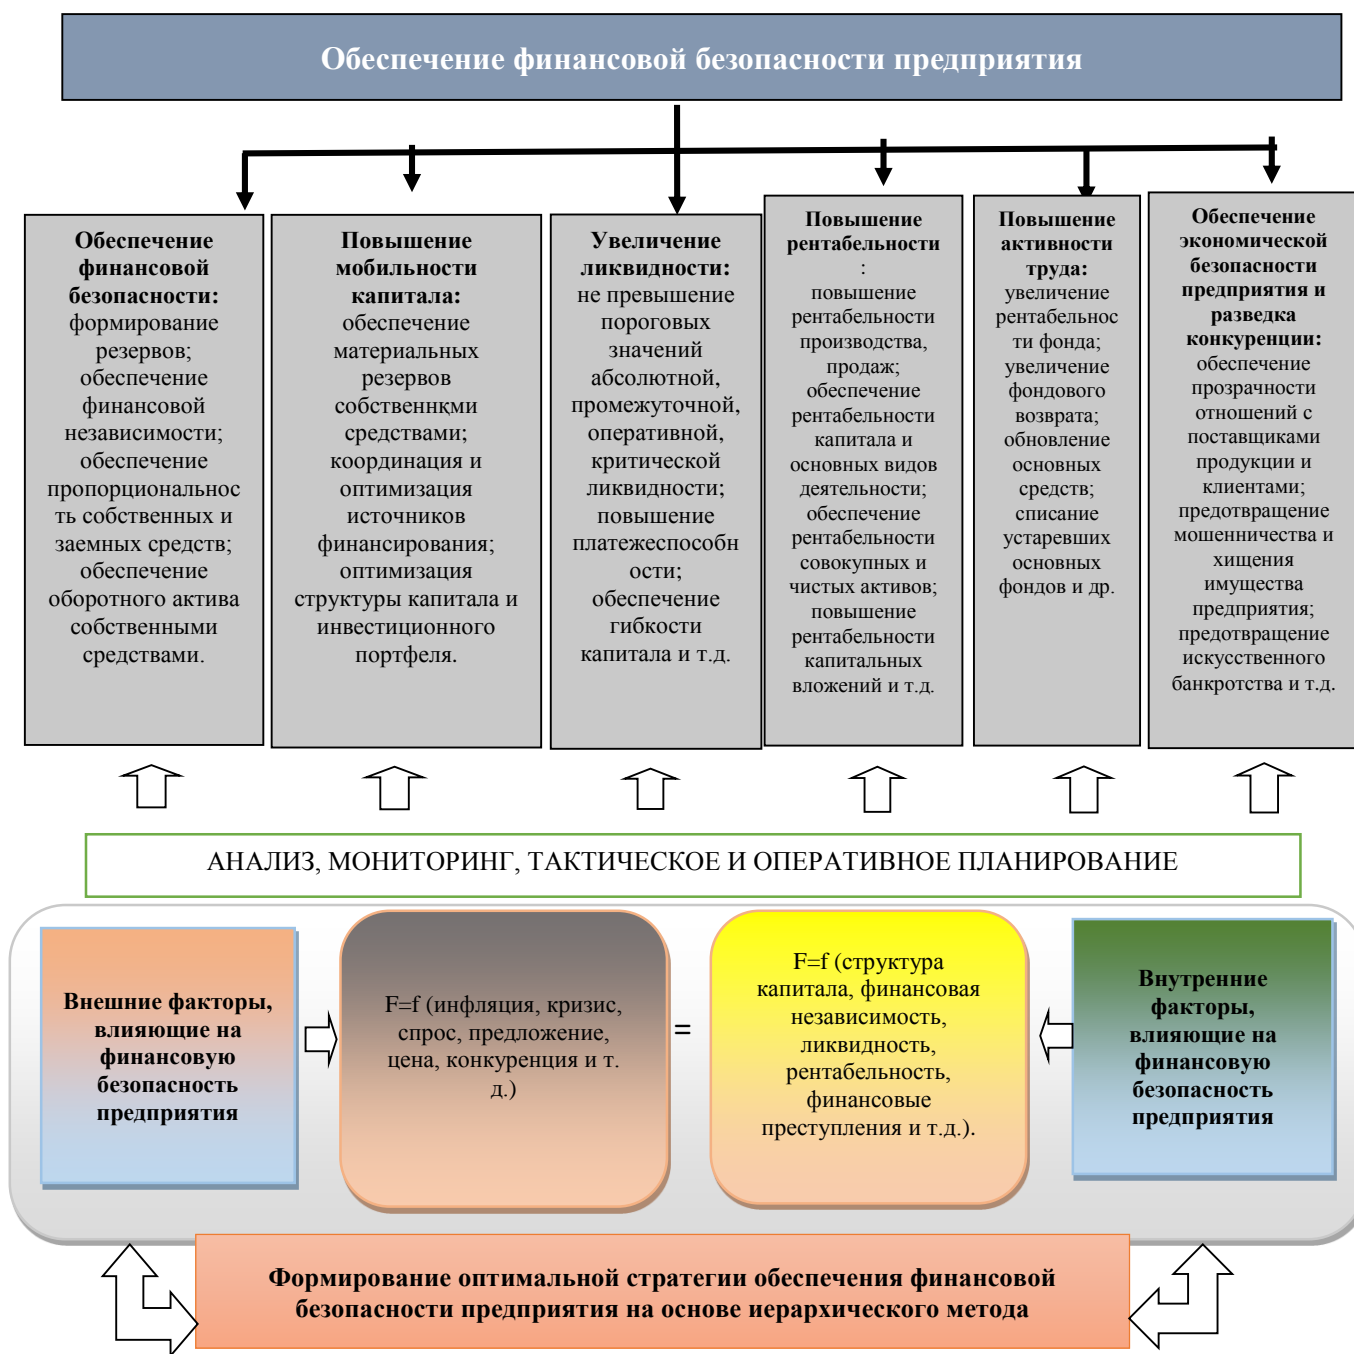 Обеспечение финансовой безопасности предприятия
Обеспечение
финансовой
безопасности:
формирование
резервов;
обеспечение
финансовой
независимости;
обеспечение
пропорциональнос
ть собственных и
заемных средств;
обеспечение
оборотного актива
собственными
средствами.
Повышение
мобильности
капитала:
обеспечение
материальных
резервов
собственнқми
средствами;
координация и
оптимизация
источников
финансирования;
оптимизация
структуры капитала и
инвестиционного
портфеля.
Увеличение
ликвидности:
не превышение
пороговых
значений
абсолютной,
промежуточной,
оперативной,
критической
ликвидности;
повышение
платежеспособн
ости;
обеспечение
гибкости
капитала и т.д.
Повышение
рентабельности
:
повышение
рентабельности
производства,
продаж;
обеспечение
рентабельности
капитала и
основных видов
деятельности;
обеспечение
рентабельности
совокупных и
чистых активов;
повышение
рентабельности
капитальных
вложений и т.д.
Повышение
активности
труда:
увеличение
рентабельнос
ти фонда;
увеличение
фондового
возврата;
обновление
основных
средств;
списание
устаревших
основных
фондов и др.
Обеспечение
экономической
безопасности
предприятия и
разведка
конкуренции:
обеспечение
прозрачности
отношений с
поставщиками
продукции и
клиентами;
предотвращение
мошенничества и
хищения
имущества
предприятия;
предотвращение
искусственного
банкротства и т.д.
АНАЛИЗ, МОНИТОРИНГ, ТАКТИЧЕСКОЕ И ОПЕРАТИВНОЕ ПЛАНИРОВАНИЕ
Внешние факторы,
влияющие на
финансовую
безопасность
предприятия
F=f (инфляция, кризис,
спрос, предложение,
цена, конкуренция и т.
д.)
=
F=f (структура
капитала, финансовая
независимость,
ликвидность,
рентабельность,
финансовые
преступления и т.д.).
Внутренние
факторы,
влияющие на
финансовую
безопасность
предприятия
Формирование оптимальной стратегии обеспечения финансовой
безопасности предприятия на основе иерархического метода